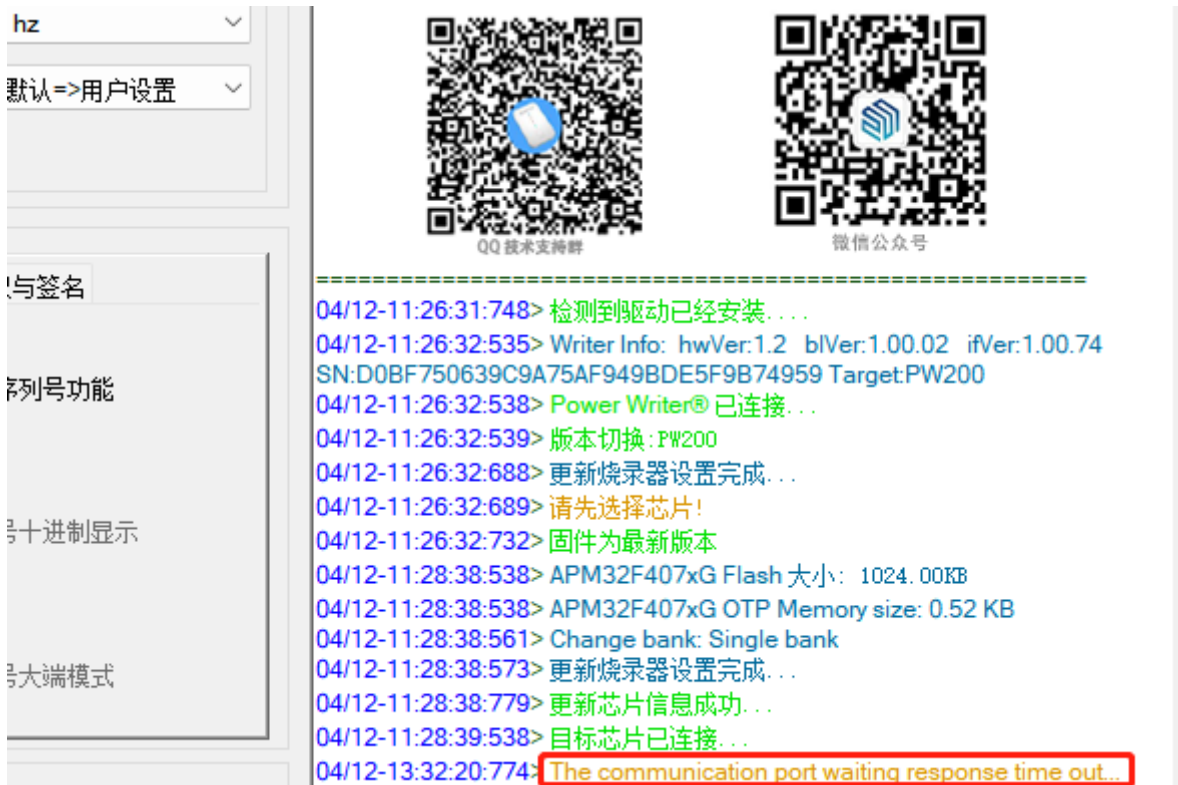 hz
默认=>用户设置
与签名
序列号功能
号十进制显示
号大端模式
QQ技术支持群
微信公众号
==========================================================
04/12-11:26:31:748> 检测到驱动已经安装....
04/12-11:26:32:535> Writer Info: hwVer:1.2 blVer:1.00.02 ifVer:1.00.74
SN:D0BF750639C9A75AF949BDE5F9B74959 Target:PW200
04/12-11:26:32:538> Power Writer® 已连接...
04/12-11:26:32:539> 版本切换:PW200
04/12-11:26:32:688> 更新烧录器设置完成...
04/12-11:26:32:689> 请先选择芯片!
04/12-11:26:32:732> 固件为最新版本
04/12-11:28:38:538> APM32F407xG Flash 大小: 1024.00KB
04/12-11:28:38:538> APM32F407xG OTP Memory size: 0.52 KB
04/12-11:28:38:561> Change bank: Single bank
04/12-11:28:38:573> 更新烧录器设置完成...
04/12-11:28:38:779> 更新芯片信息成功...
04/12-11:28:39:538> 目标芯片已连接...
04/12-13:32:20:774> The communication port waiting response time out...